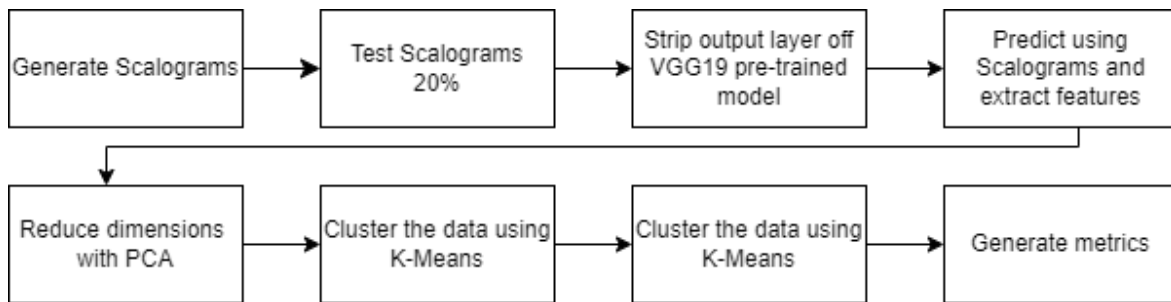 Generate Scalograms
Test Scalograms
20%
Strip output layer off
VGG19 pre-trained
model
Predict using
Scalograms and
extract features
Reduce dimensions
with PCA
Cluster the data using
K-Means
Cluster the data using
K-Means
Generate metrics